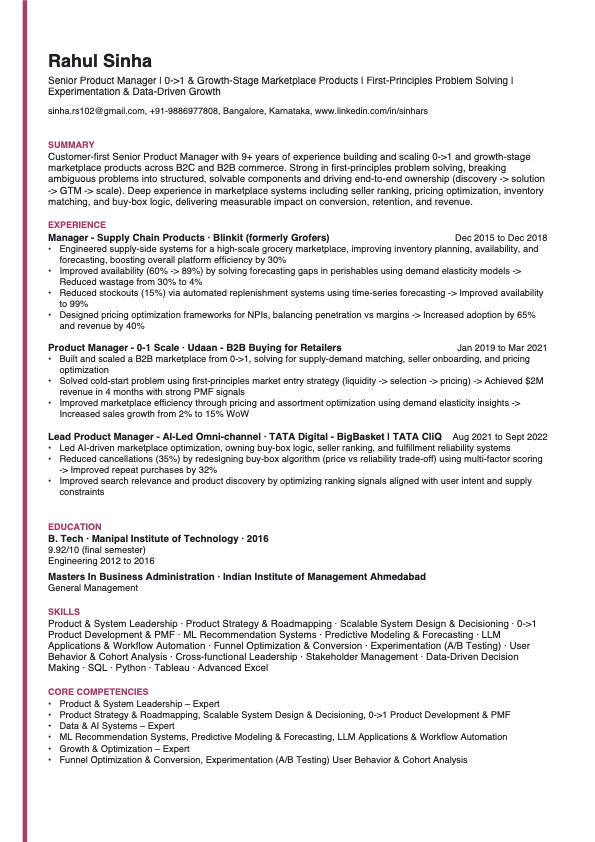 Rahul Sinha
Senior Product Manager | 0->1 & Growth-Stage Marketplace Products | First-Principles Problem Solving |
Experimentation & Data-Driven Growth
sinha.rs102@gmail.com, +91-9886977808, Bangalore, Karnataka, www.linkedin.com/in/sinhars
SUMMARY
Customer-first Senior Product Manager with 9+ years of experience building and scaling 0->1 and growth-stage
marketplace products across B2C and B2B commerce. Strong in first-principles problem solving, breaking
ambiguous problems into structured, solvable components and driving end-to-end ownership (discovery -> solution
-> GTM -> scale). Deep experience in marketplace systems including seller ranking, pricing optimization, inventory
matching, and buy-box logic, delivering measurable impact on conversion, retention, and revenue.
EXPERIENCE
Manager - Supply Chain Products · Blinkit (formerly Grofers) Dec 2015 to Dec 2018
• Engineered supply-side systems for a high-scale grocery marketplace, improving inventory planning, availability, and
forecasting, boosting overall platform efficiency by 30%
• Improved availability (60% -> 89%) by solving forecasting gaps in perishables using demand elasticity models ->
Reduced wastage from 30% to 4%
• Reduced stockouts (15%) via automated replenishment systems using time-series forecasting -> Improved availability
to 99%
• Designed pricing optimization frameworks for NPIs, balancing penetration vs margins -> Increased adoption by 65%
and revenue by 40%
Product Manager - 0-1 Scale · Udaan - B2B Buying for Retailers Jan 2019 to Mar 2021
• Built and scaled a B2B marketplace from 0->1, solving for supply-demand matching, seller onboarding, and pricing
optimization
• Solved cold-start problem using first-principles market entry strategy (liquidity -> selection -> pricing) -> Achieved $2M
revenue in 4 months with strong PMF signals
• Improved marketplace efficiency through pricing and assortment optimization using demand elasticity insights ->
Increased sales growth from 2% to 15% WoW
Lead Product Manager - AI-Led Omni-channel · TATA Digital - BigBasket | TATA CliQ Aug 2021 to Sept 2022
• Led AI-driven marketplace optimization, owning buy-box logic, seller ranking, and fulfillment reliability systems
• Reduced cancellations (35%) by redesigning buy-box algorithm (price vs reliability trade-off) using multi-factor scoring
-> Improved repeat purchases by 32%
• Improved search relevance and product discovery by optimizing ranking signals aligned with user intent and supply
constraints
EDUCATION
B. Tech · Manipal Institute of Technology · 2016
9.92/10 (final semester)
Engineering 2012 to 2016
Masters In Business Administration · Indian Institute of Management Ahmedabad
General Management
SKILLS
Product & System Leadership · Product Strategy & Roadmapping · Scalable System Design & Decisioning · 0->1
Product Development & PMF · ML Recommendation Systems · Predictive Modeling & Forecasting · LLM
Applications & Workflow Automation · Funnel Optimization & Conversion · Experimentation (A/B Testing) · User
Behavior & Cohort Analysis · Cross-functional Leadership · Stakeholder Management · Data-Driven Decision
Making · SQL · Python · Tableau · Advanced Excel
CORE COMPETENCIES
• Product & System Leadership – Expert
• Product Strategy & Roadmapping, Scalable System Design & Decisioning, 0->1 Product Development & PMF
• Data & AI Systems – Expert
• ML Recommendation Systems, Predictive Modeling & Forecasting, LLM Applications & Workflow Automation
• Growth & Optimization – Expert
• Funnel Optimization & Conversion, Experimentation (A/B Testing) User Behavior & Cohort Analysis